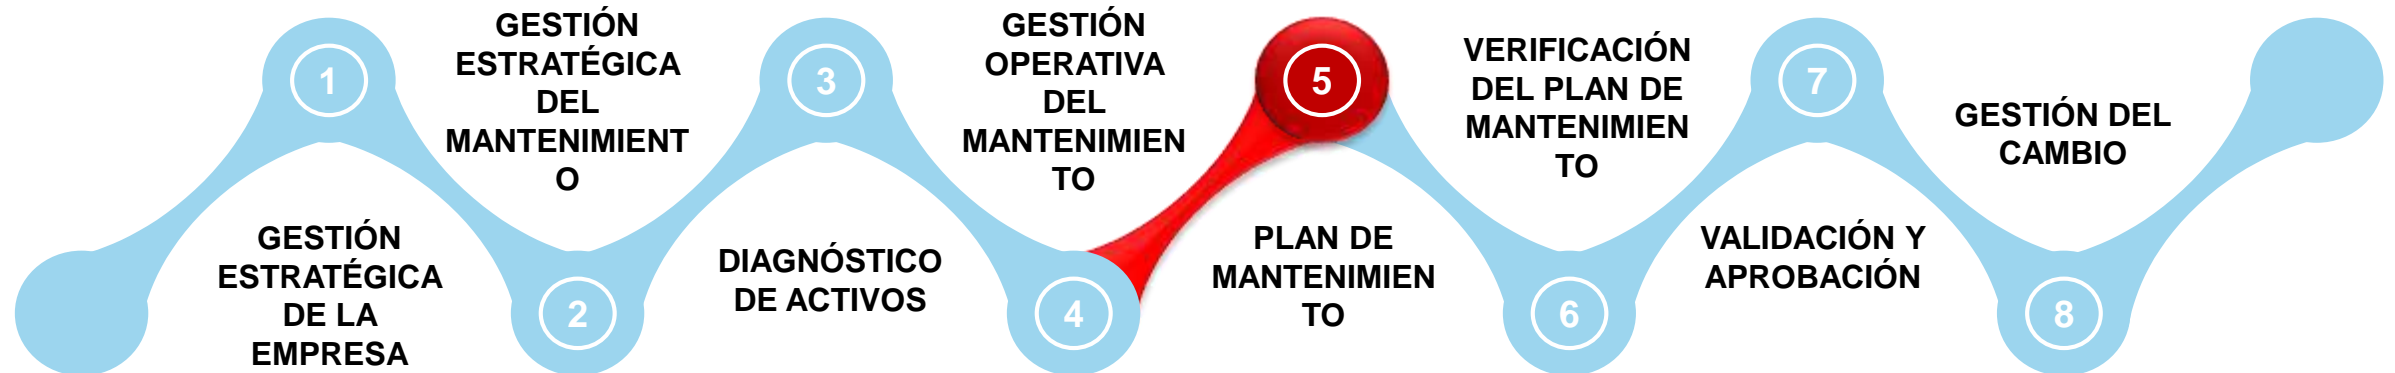 1
GESTIÓN
ESTRATÉGICA
DE LA
EMPRESA
GESTIÓN
ESTRATÉGICA
DEL
MANTENIMIENT
O
2
3
DIAGNÓSTICO
DE ACTIVOS
GESTIÓN
OPERATIVA
DEL
MANTENIMIEN
TO
4
5
PLAN DE
MANTENIMIEN
TO
VERIFICACIÓN
DEL PLAN DE
MANTENIMIEN
TO
6
7
VALIDACIÓN Y
APROBACIÓN
GESTIÓN DEL
CAMBIO
8